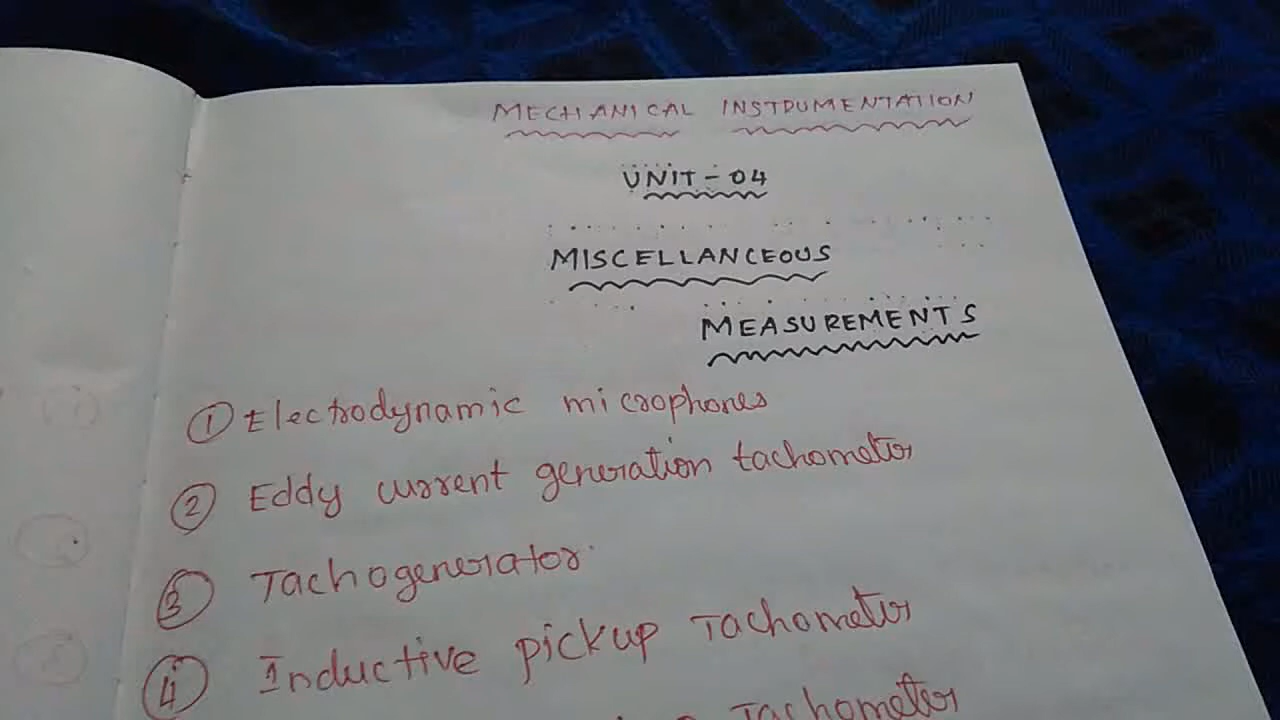 MECHANICAL INSTRUMENTATION
UNIT-04
MISCELLANCEOUS
MEASUREMENTS
① Electrodynamic microphones
② Eddy current generation tachometer
③ Tachogenerator
④ Inductive pickup Tachometer
Tachometer